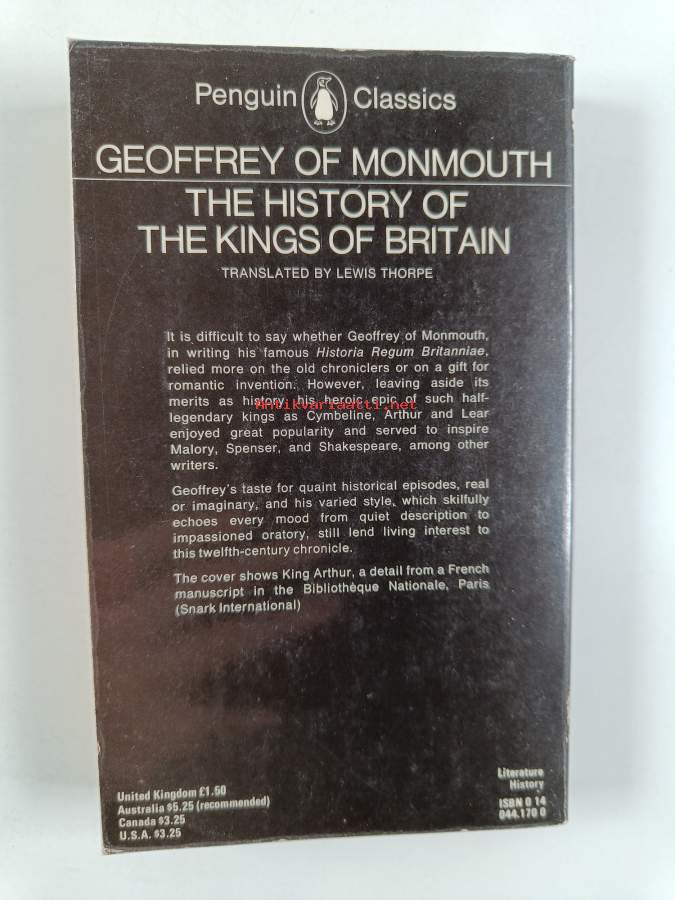 Penguin Classics
GEOFFREY OF MONMOUTH
THE HISTORY OF
THE KINGS OF BRITAIN
TRANSLATED BY LEWIS THORPE
It is difficult to say whether Geoffrey of Monmouth,
in writing his famous Historia Regum Britanniae,
relied more on the old chroniclers or on a gift for
romantic invention. However, leaving aside its
merits as history, his heroic epic of such half-
Antikvariaatti.net
legendary kings as Cymbeline, Arthur and Lear
enjoyed great popularity and served to inspire
Malory, Spenser, and Shakespeare, among other
writers.
Geoffrey's taste for quaint historical episodes, real
or imaginary, and his varied style, which skilfully
echoes every mood from quiet description to
impassioned oratory, still lend living interest to
this twelfth-century chronicle.
The cover shows King Arthur, a detail from a French
manuscript in the Bibliothèque Nationale, Paris
(Snark International)
United Kingdom £1.50
Australia $5.25 (recommended)
Canada $3.25
U.S.A. $3.25
Literature
History
ISBN 0 14
044.170 0